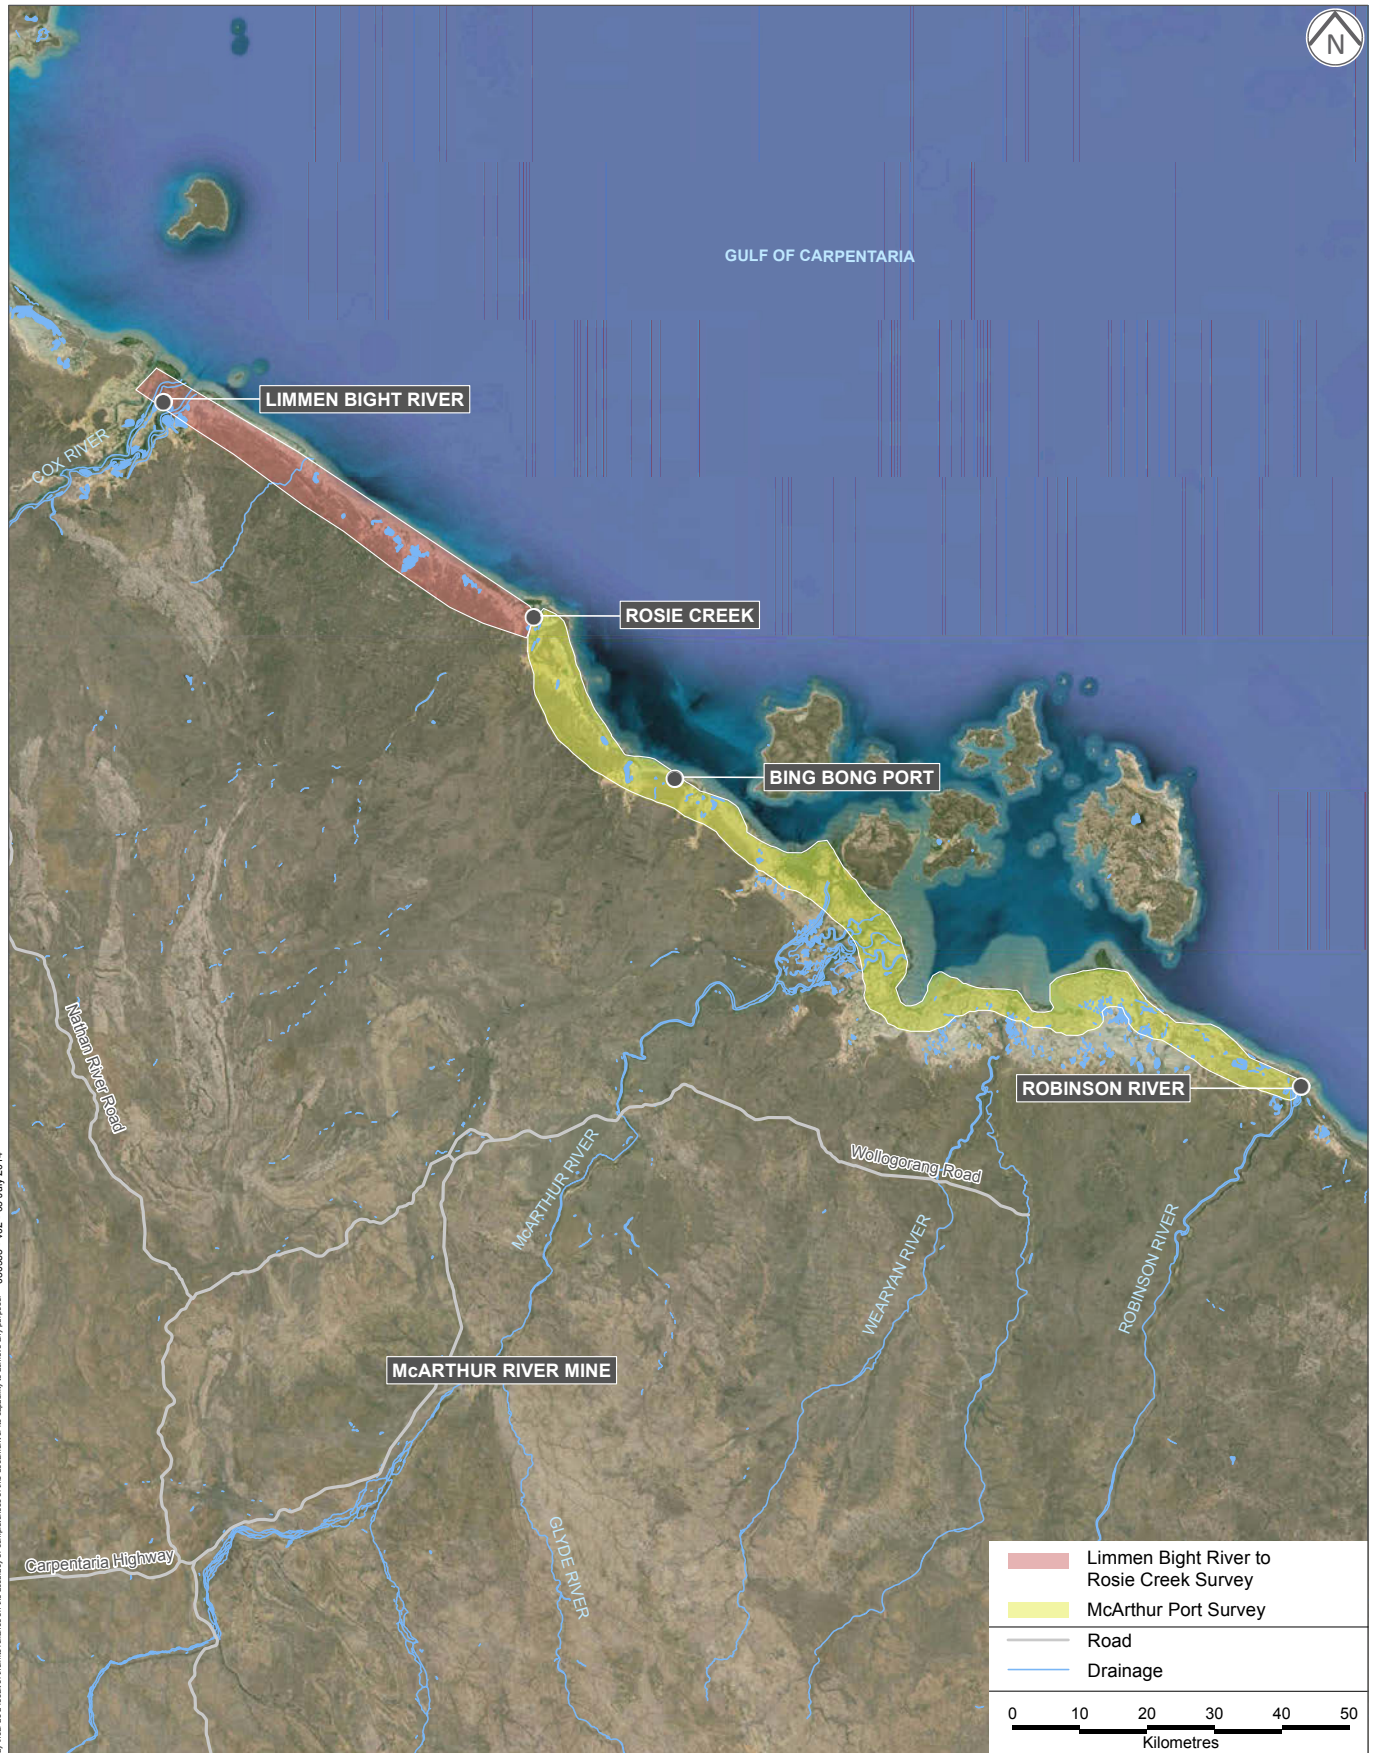 N
GULF OF CARPENTARIA
LIMMEN BIGHT RIVER
COX RIVER
ROSIE CREEK
BING BONG PORT
ROBINSON RIVER
Nathan River Road
McARTHUR RIVER
Wollogorang Road
WEARYAN RIVER
ROBINSON RIVER
McARTHUR RIVER MINE
GLYDE RIVER
Carpentaria Highway
Limmen Bight River to
Rosie Creek Survey
McArthur Port Survey
Road
Drainage
0 10 20 30 40 50
Kilometres